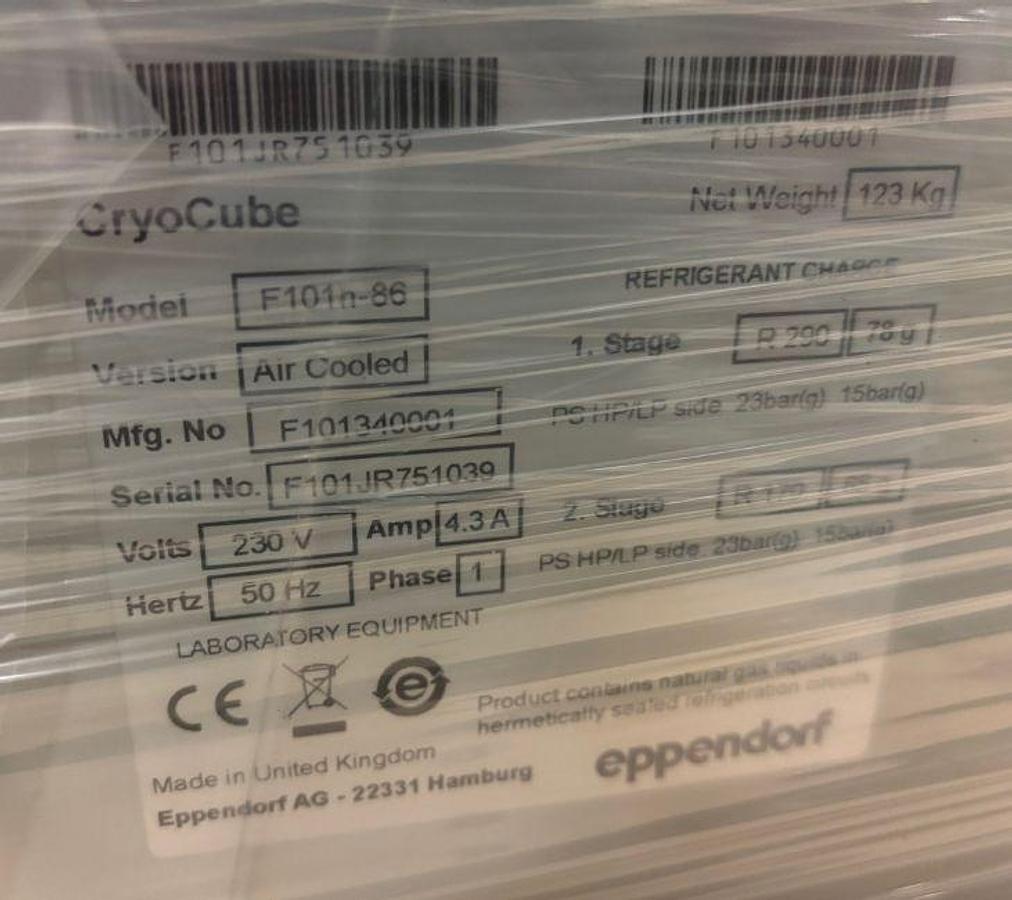 F101JR751039
F101340001
CryoCube
Net Weight 123 Kg
Model F101n-86
REFRIGERANT CHARGE
Version Air Cooled
1. Stage R 290 78 g
Mfg. No F101340001
PS HP/LP side 23bar(g) 15bar(g)
Serial No. F101JR751039
2. Stage R 170
Volts 230 V Amp 4.3 A
PS HP/LP side 23bar(g) 15bar(g)
Hertz 50 Hz Phase 1
LABORATORY EQUIPMENT
CE
e
Product contains natural gas liquids in
hermetically sealed refrigeration circuits
Made in United Kingdom
Eppendorf AG - 22331 Hamburg
eppendorf